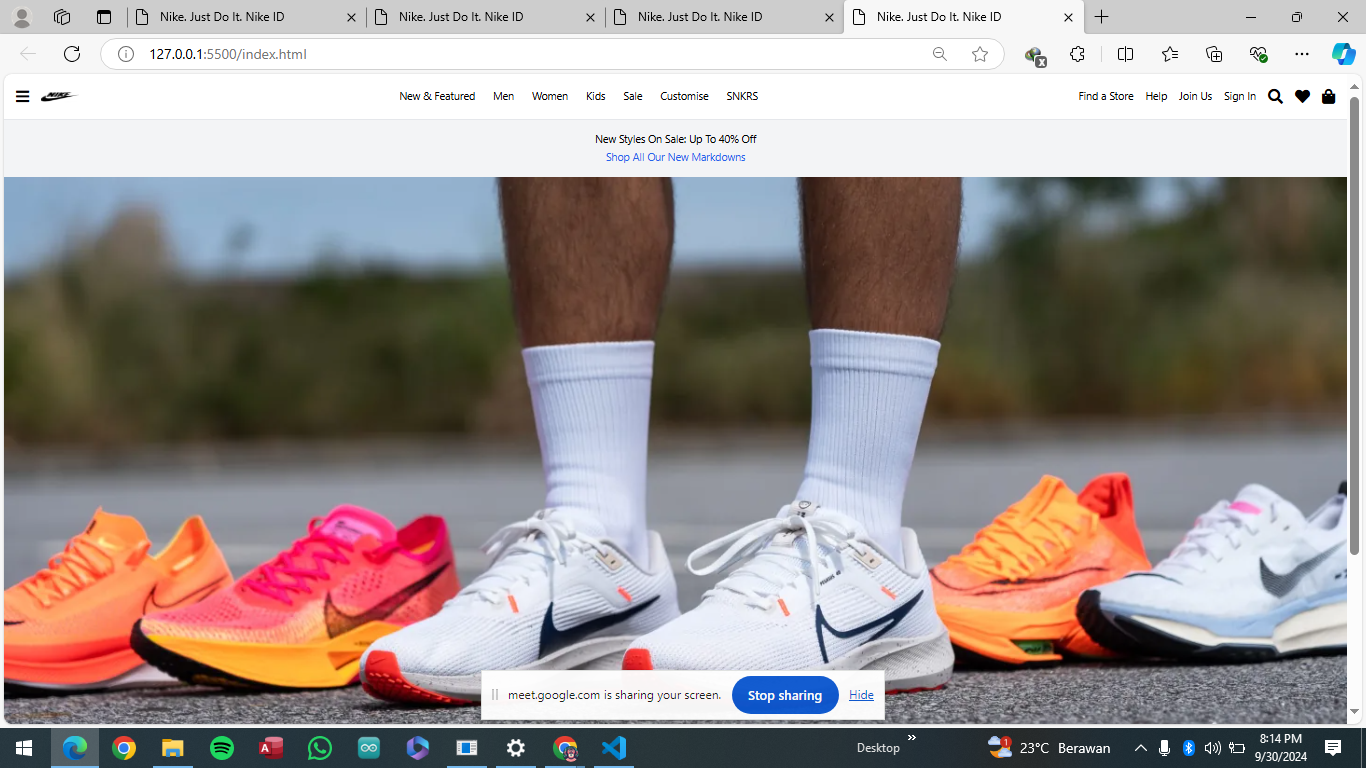 Nike. Just Do It. Nike ID
Nike. Just Do It. Nike ID
Nike. Just Do It. Nike ID
Nike. Just Do It. Nike ID
127.0.0.1:5500/index.html
NIKE
New & Featured
Men
Women
Kids
Sale
Customise
SNKRS
Find a Store
Help
Join Us
Sign In
New Styles On Sale: Up To 40% Off
Shop All Our New Markdowns
meet.google.com is sharing your screen.
Stop sharing
Hide
Desktop
1
23°C Berawan
8:14 PM
9/30/2024